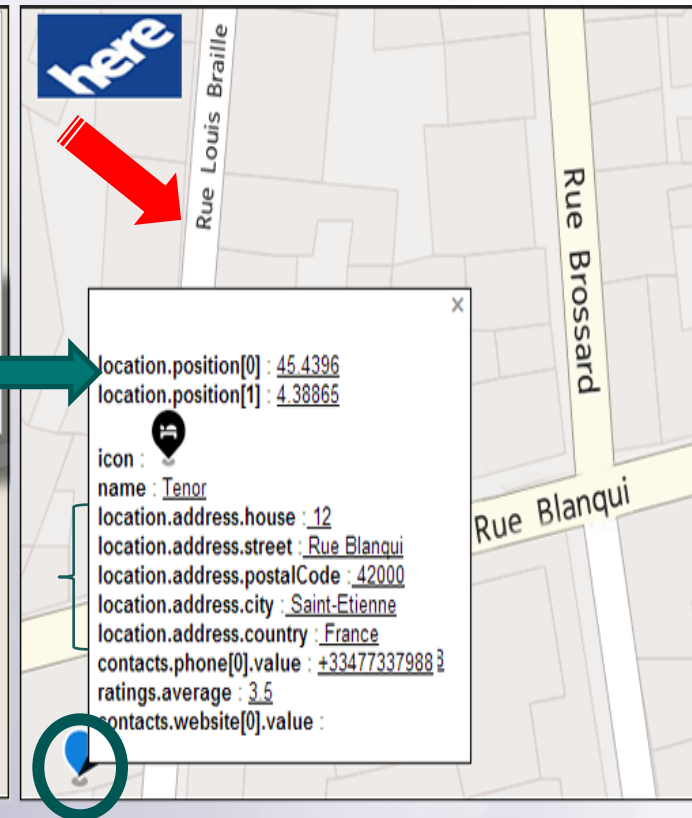 here
Rue Louis Braille
Rue Brossard
×
location.position[0] : 45.4396
location.position[1] : 4.38865
icon :
name : Tenor
location.address.house : 12
location.address.street : Rue Blanqui
location.address.postalCode : 42000
location.address.city : Saint-Etienne
location.address.country : France
contacts.phone[0].value : +33477337988
ratings.average : 3.5
contacts.website[0].value :
Rue Blanqui